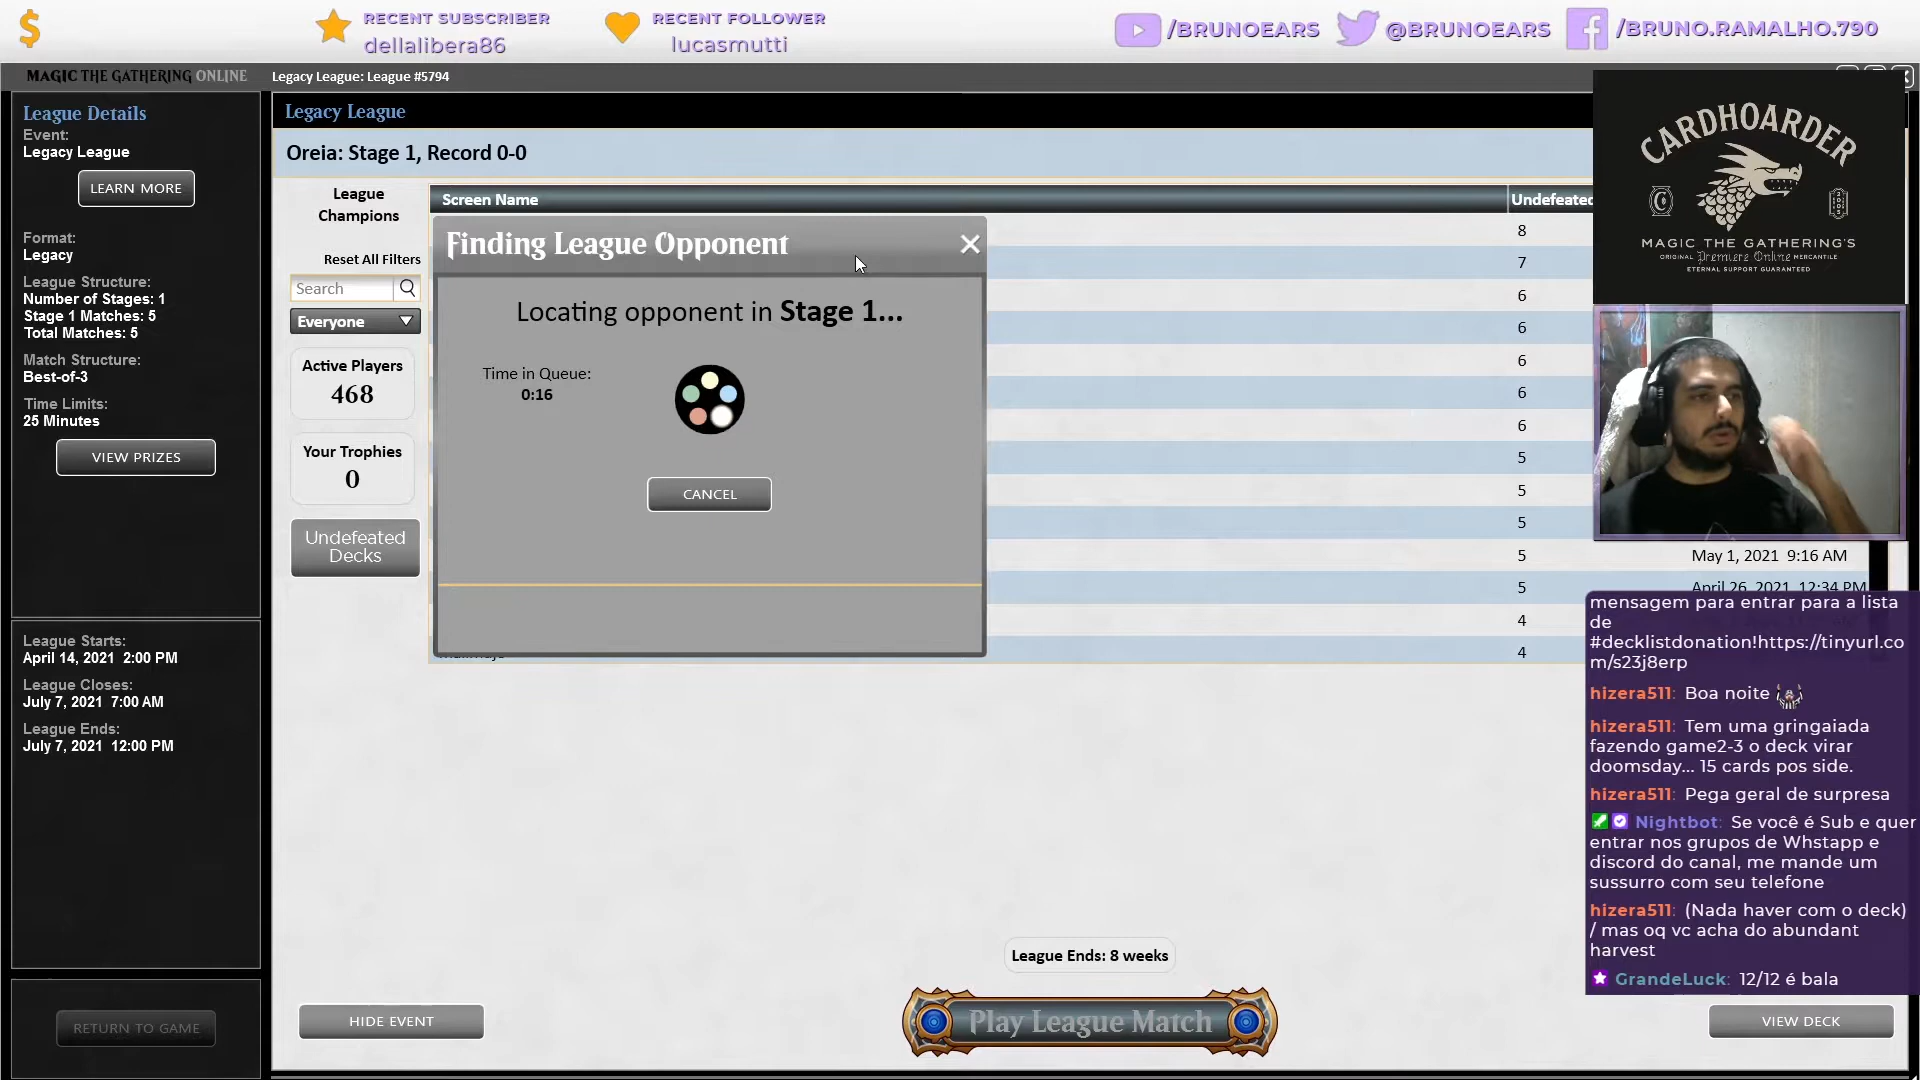 RECENT SUBSCRIBER
dellalibera86
RECENT FOLLOWER
lucasmutti
/BRUNOEARS
@BRUNOEARS
/BRUNO.RAMALHO.790
MAGIC THE GATHERING ONLINE
Legacy League: League #5794
League Details
Event:
Legacy League
LEARN MORE
Format:
Legacy
League Structure:
Number of Stages: 1
Stage 1 Matches: 5
Total Matches: 5
Match Structure:
Best-of-3
Time Limits:
25 Minutes
VIEW PRIZES
League Starts:
April 14, 2021 2:00 PM
League Closes:
July 7, 2021 7:00 AM
League Ends:
July 7, 2021 12:00 PM
RETURN TO GAME
Legacy League
Oreia: Stage 1, Record 0-0
League
Champions
Reset All Filters
Search
Everyone
Active Players
468
Your Trophies
0
Undefeated
Decks
Screen Name
Undefeated
8
7
6
6
6
6
6
5
5
5
5
May 1, 2021 9:16 AM
5
April 26, 2021 12:34 PM
4
4
Finding League Opponent
Locating opponent in Stage 1...
Time in Queue:
0:16
CANCEL
League Ends: 8 weeks
HIDE EVENT
Play League Match
VIEW DECK
CARDHOARDER
MAGIC THE GATHERING'S
ORIGINAL Premiere Online MERCANTILE
ETERNAL SUPPORT GUARANTEED
mensagem para entrar para a lista
de
#decklistdonation!https://tinyurl.co
m/s23j8erp
hizera511: Boa noite
hizera511: Tem uma gringaiada
fazendo game2-3 o deck virar
doomsday... 15 cards pos side.
hizera511: Pega geral de surpresa
Nightbot: Se você é Sub e quer
entrar nos grupos de Whstapp e
discord do canal, me mande um
sussurro com seu telefone
hizera511: (Nada haver com o deck)
/ mas oq vc acha do abundant
harvest
GrandeLuck: 12/12 é bala